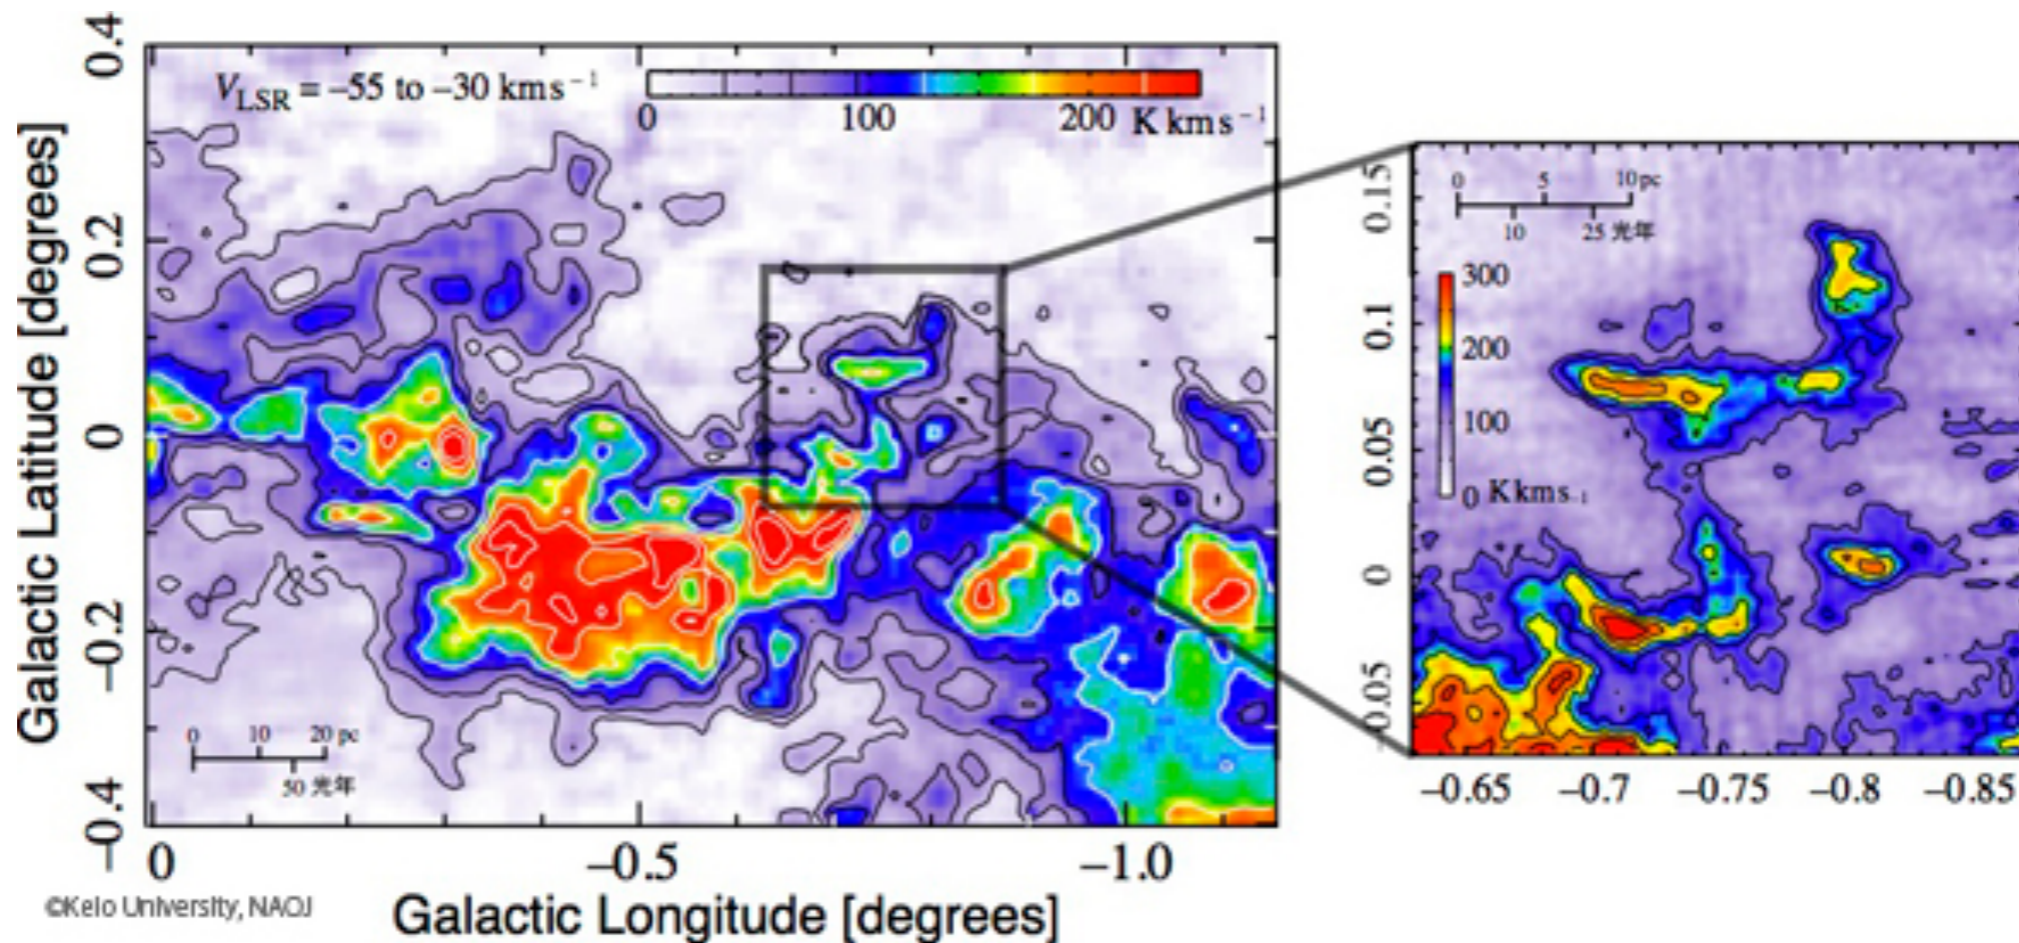 V_LSR = −55 to −30 km s⁻¹
0 100 200 K km s⁻¹
0.4
0.2
0
−0.2
−0.4
Galactic Latitude [degrees]
0 10 20 pc
50 光年
0 −0.5 −1.0
Galactic Longitude [degrees]
©Keio University, NAOJ
0 5 10 pc
10 25 光年
300
200
100
0 K km s⁻¹
0.15
0.1
0.05
0
−0.05
−0.65 −0.7 −0.75 −0.8 −0.85